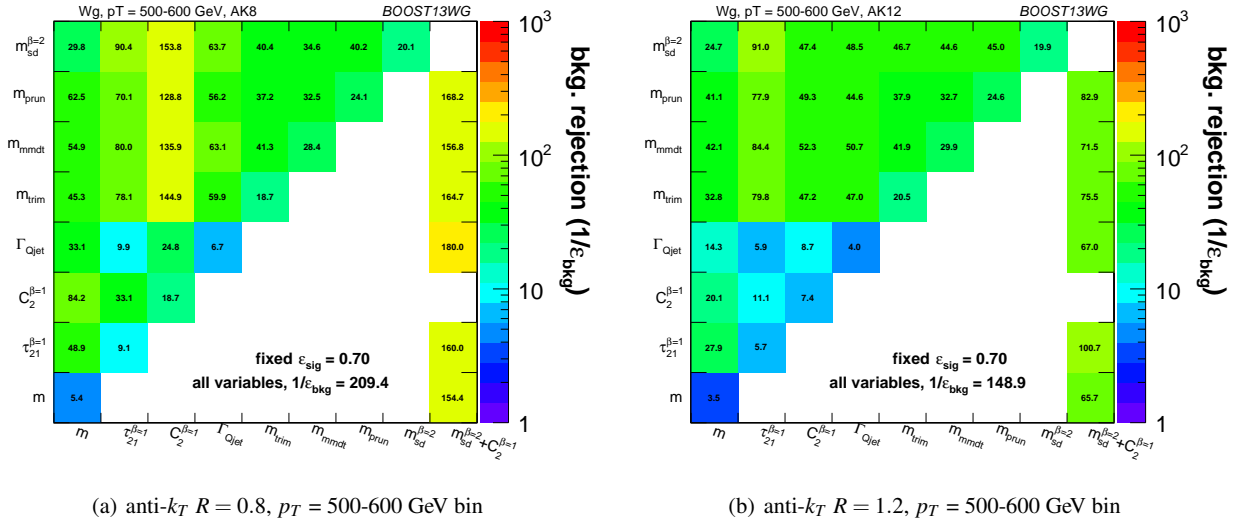 Wg, pT = 500-600 GeV, AK8 BOOST13WG
m_sd^β=2 29.8 90.4 153.8 63.7 40.4 34.6 40.2 20.1
m_prun 62.5 70.1 128.8 56.2 37.2 32.5 24.1 168.2
m_mmdt 54.9 80.0 135.9 63.1 41.3 28.4 156.8
m_trim 45.3 78.1 144.9 59.9 18.7 164.7
Γ_Qjet 33.1 9.9 24.8 6.7 180.0
C_2^β=1 84.2 33.1 18.7
τ_21^β=1 48.9 9.1 160.0
fixed ε_sig = 0.70
all variables, 1/ε_bkg = 209.4
m 5.4 154.4
m τ_21^β=1 C_2^β=1 Γ_Qjet m_trim m_mmdt m_prun m_sd^β=2 m_sd^β=2+C_2^β=1
10^3
10^2
10
1
bkg. rejection (1/ε_bkg)
(a) anti-k_T R = 0.8, p_T = 500-600 GeV bin
Wg, pT = 500-600 GeV, AK12 BOOST13WG
m_sd^β=2 24.7 91.0 47.4 48.5 46.7 44.6 45.0 19.9
m_prun 41.1 77.9 49.3 44.6 37.9 32.7 24.6 82.9
m_mmdt 42.1 84.4 52.3 50.7 41.9 29.9 71.5
m_trim 32.8 79.8 47.2 47.0 20.5 75.5
Γ_Qjet 14.3 5.9 8.7 4.0 67.0
C_2^β=1 20.1 11.1 7.4
τ_21^β=1 27.9 5.7 100.7
fixed ε_sig = 0.70
all variables, 1/ε_bkg = 148.9
m 3.5 65.7
m τ_21^β=1 C_2^β=1 Γ_Qjet m_trim m_mmdt m_prun m_sd^β=2 m_sd^β=2+C_2^β=1
10^3
10^2
10
1
bkg. rejection (1/ε_bkg)
(b) anti-k_T R = 1.2, p_T = 500-600 GeV bin